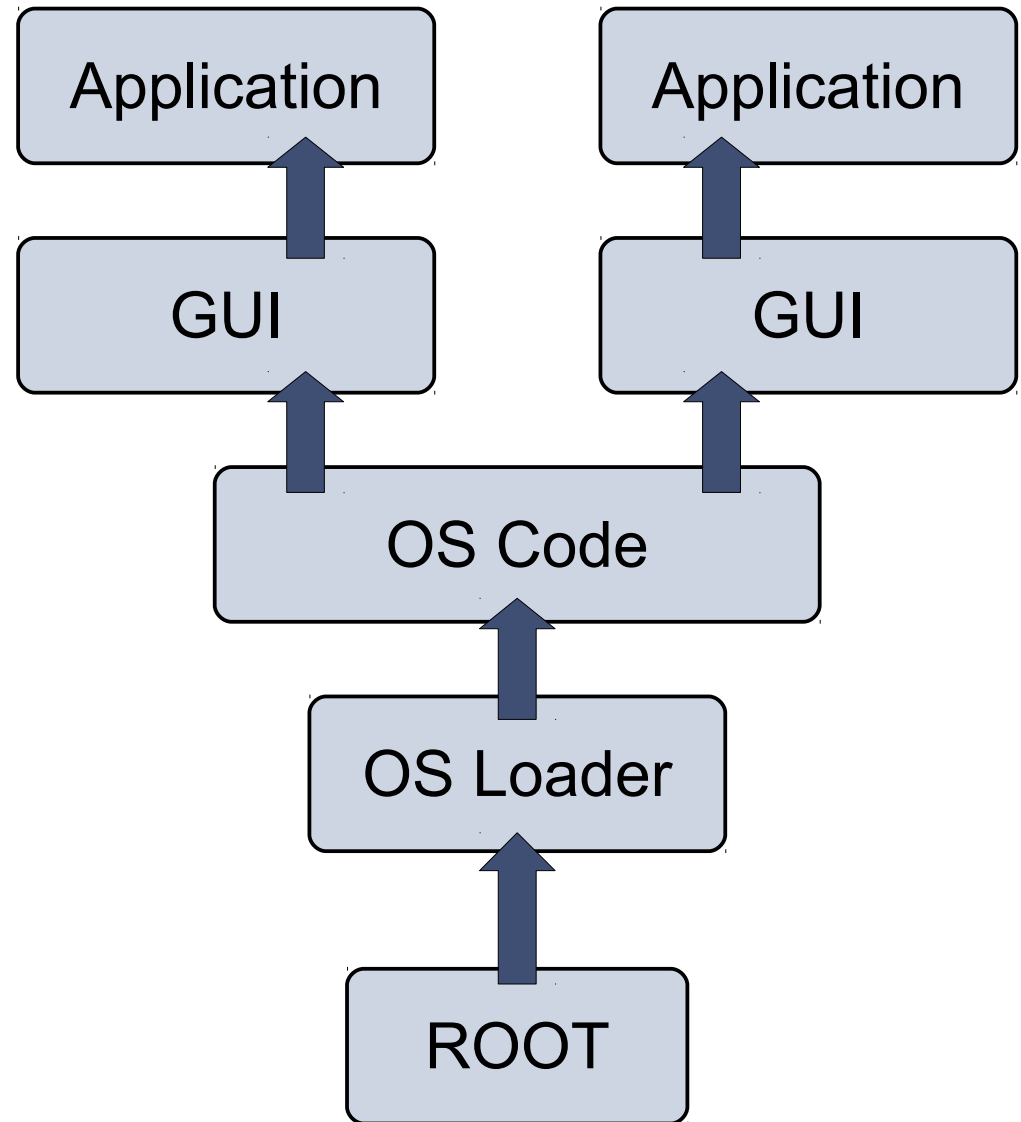 Application
Application
GUI
GUI
OS Code
OS Loader
ROOT